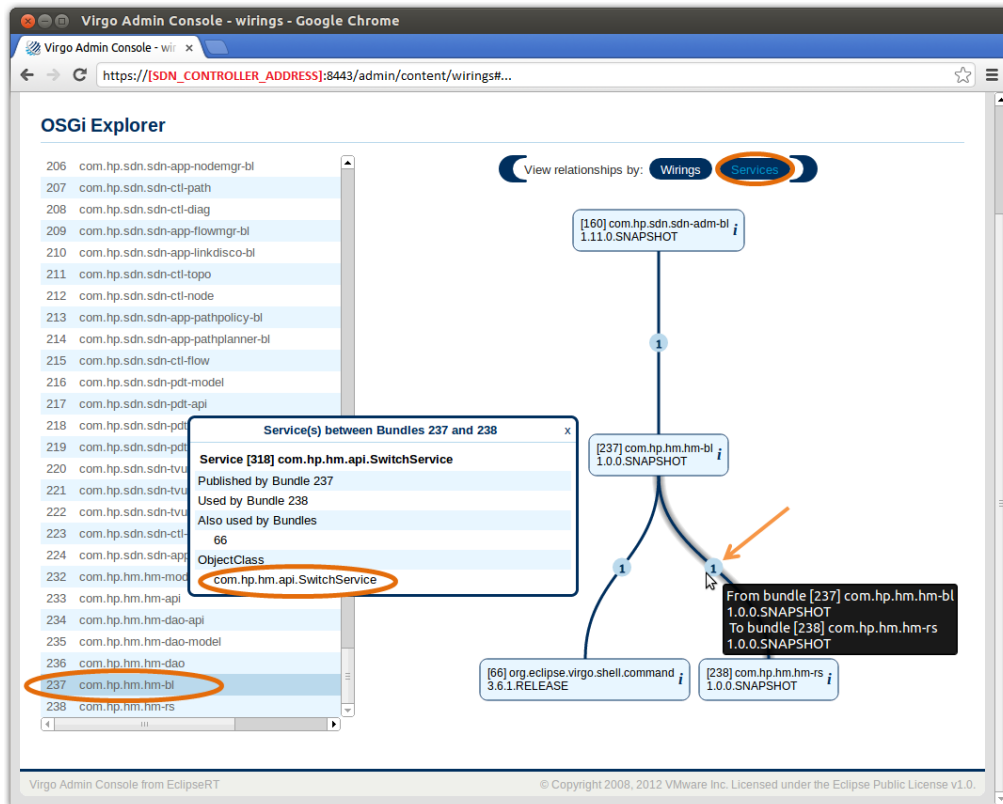 Virgo Admin Console - wirings - Google Chrome
Virgo Admin Console - wir x
https://[SDN_CONTROLLER_ADDRESS]:8443/admin/content/wirings#...
OSGi Explorer
View relationships by: Wirings Services
206 com.hp.sdn.sdn-app-nodemgr-bl
207 com.hp.sdn.sdn-ctl-path
208 com.hp.sdn.sdn-ctl-diag
209 com.hp.sdn.sdn-app-flowmgr-bl
210 com.hp.sdn.sdn-app-linkdisco-bl
211 com.hp.sdn.sdn-ctl-topo
212 com.hp.sdn.sdn-ctl-node
213 com.hp.sdn.sdn-app-pathpolicy-bl
214 com.hp.sdn.sdn-app-pathplanner-bl
215 com.hp.sdn.sdn-ctl-flow
216 com.hp.sdn.sdn-pdt-model
217 com.hp.sdn.sdn-pdt-api
218 com.hp.sdn.sdn-pdt
219 com.hp.sdn.sdn-pdt
220 com.hp.sdn.sdn-tvu
221 com.hp.sdn.sdn-tvu
222 com.hp.sdn.sdn-tvu
223 com.hp.sdn.sdn-ctl-
224 com.hp.sdn.sdn-app
232 com.hp.hm.hm-mod
233 com.hp.hm.hm-api
234 com.hp.hm.hm-dao-api
235 com.hp.hm.hm-dao-model
236 com.hp.hm.hm-dao
237 com.hp.hm.hm-bl
238 com.hp.hm.hm-rs
Service(s) between Bundles 237 and 238 x
Service [318] com.hp.hm.api.SwitchService
Published by Bundle 237
Used by Bundle 238
Also used by Bundles
66
ObjectClass
com.hp.hm.api.SwitchService
[160] com.hp.sdn.sdn-adm-bl i
1.11.0.SNAPSHOT
1
[237] com.hp.hm.hm-bl i
1.0.0.SNAPSHOT
1
1
From bundle [237] com.hp.hm.hm-bl
1.0.0.SNAPSHOT
To bundle [238] com.hp.hm.hm-rs
1.0.0.SNAPSHOT
[66] org.eclipse.virgo.shell.command i
3.6.1.RELEASE
[238] com.hp.hm.hm-rs i
1.0.0.SNAPSHOT
Virgo Admin Console from EclipseRT
© Copyright 2008, 2012 VMware Inc. Licensed under the Eclipse Public License v1.0.